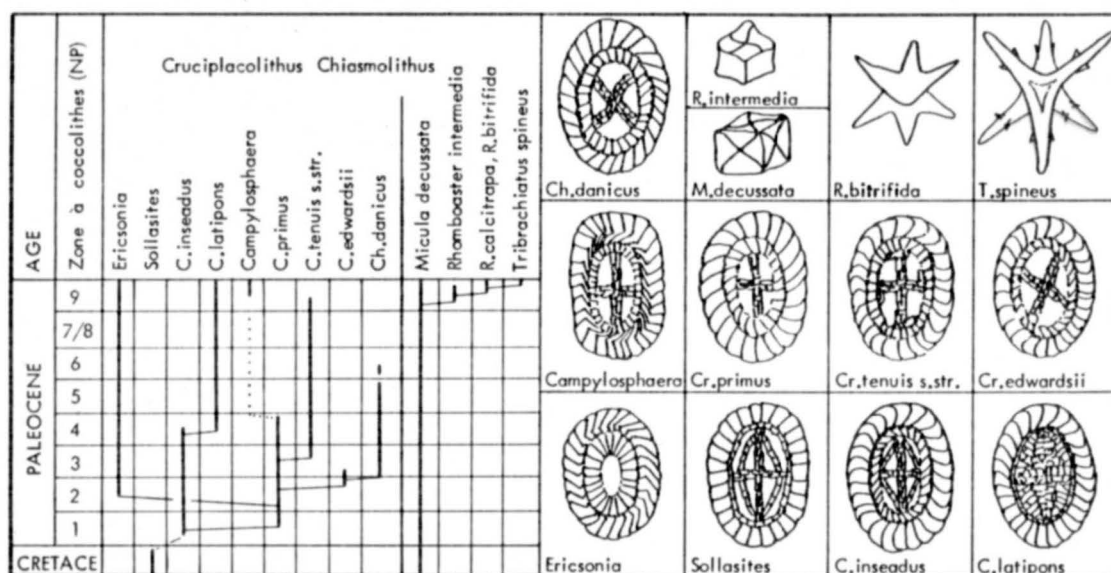 AGE
Zone à coccolithes (NP)
Cruciplacolithus Chiasmolithus
Ericsonia
Sollasites
C.inseadus
C.latipons
Campylosphaera
C.primus
C.tenuis s.str.
C.edwardsii
Ch.danicus
Micula decussata
Rhomboaster intermedia
R.calcitrapa, R.bitrifida
Tribrachiatus spineus
PALEOCENE
9
7/8
6
5
4
3
2
1
CRETACE
R.intermedia
Ch.danicus
M.decussata
R.bitrifida
T.spineus
Campylosphaera
Cr.primus
Cr.tenuis s.str.
Cr.edwardsii
Ericsonia
Sollasites
C.inseadus
C.latipons